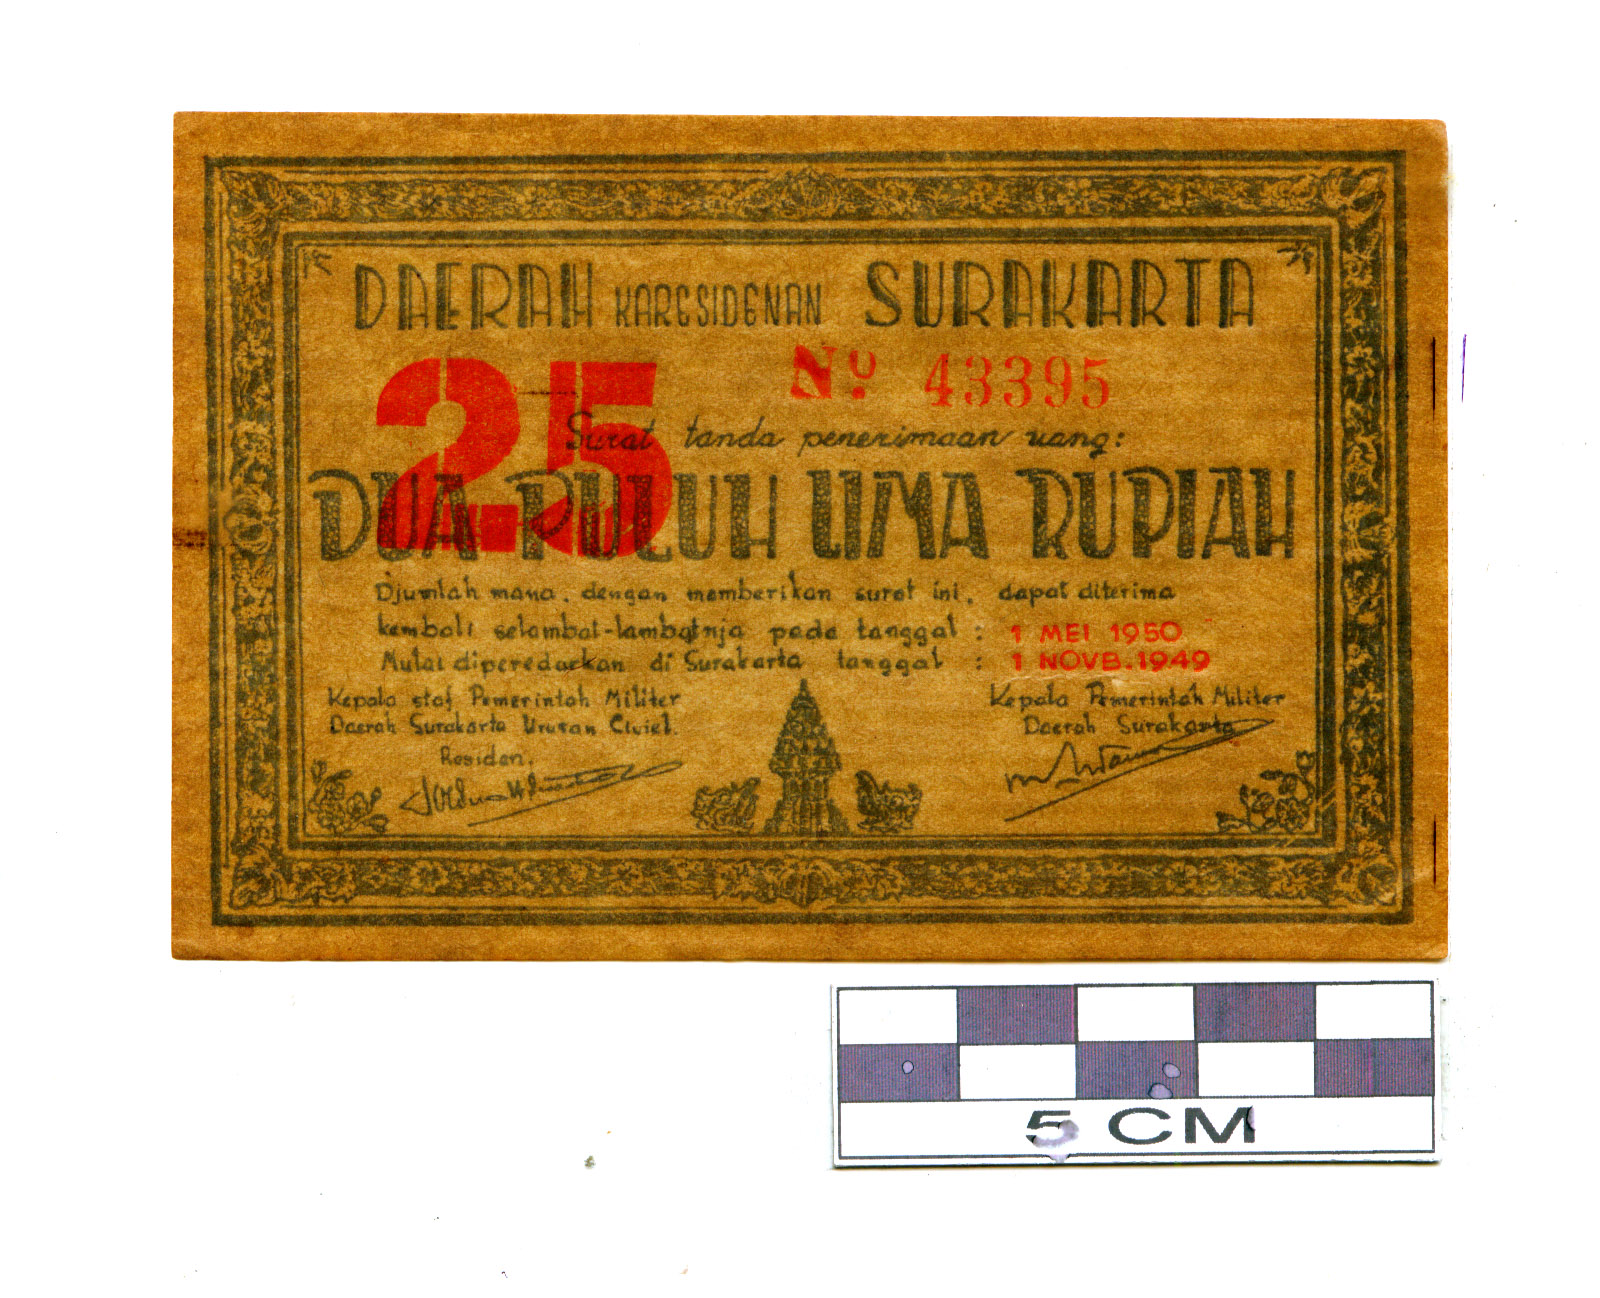 DAERAH KARESIDENAN SURAKARTA
25 No. 43395
Surat tanda penerimaan uang:
DUA PULUH LIMA RUPIAH
Djumlah mana, dengan memberikan surat ini, dapat diterima
kembali selambat-lambatnja pada tanggal : 1 MEI 1950
Mulai diperedarkan di Surakarta tanggal : 1 NOVB. 1949
Kepala staf Pemerintah Militer
Daerah Surakarta Urusan Civiel.
Residen.
Kepala Pemerintah Militer
Daerah Surakarta
5 CM